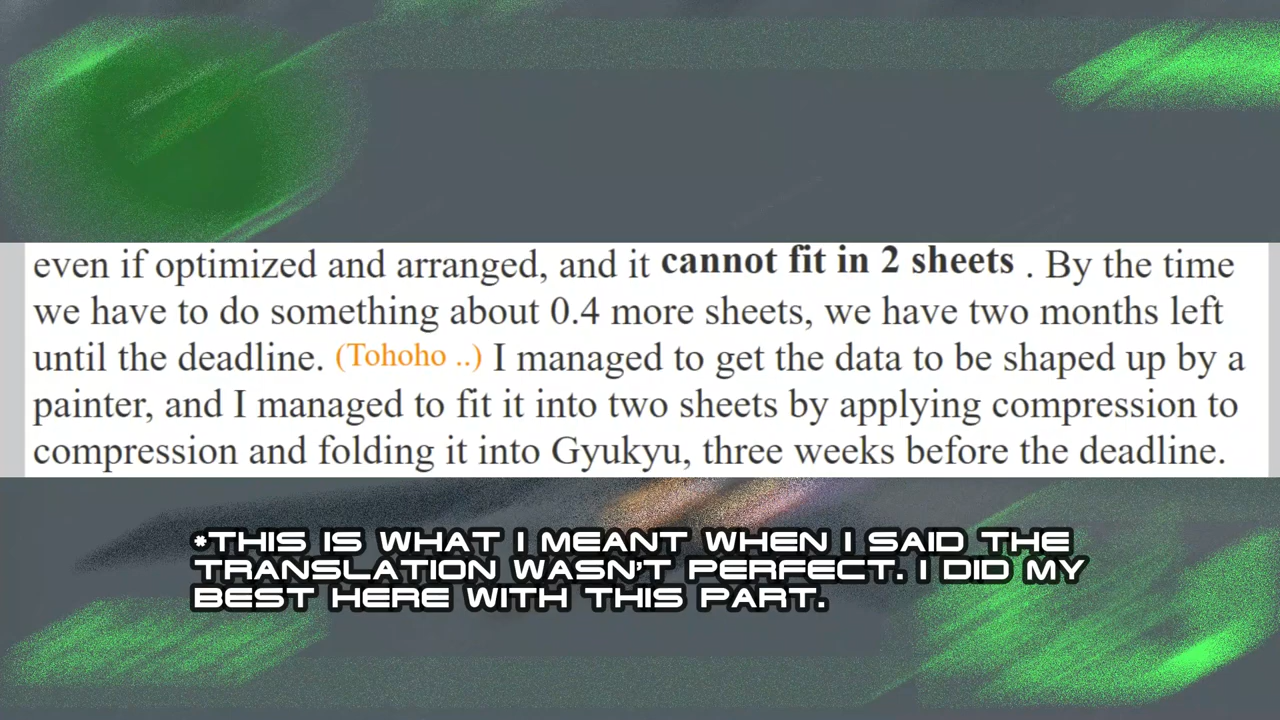 even if optimized and arranged, and it cannot fit in 2 sheets . By the time
we have to do something about 0.4 more sheets, we have two months left
until the deadline. (Tohoho ..) I managed to get the data to be shaped up by a
painter, and I managed to fit it into two sheets by applying compression to
compression and folding it into Gyukyu, three weeks before the deadline.
*THIS IS WHAT I MEANT WHEN I SAID THE
TRANSLATION WASN'T PERFECT. I DID MY
BEST HERE WITH THIS PART.